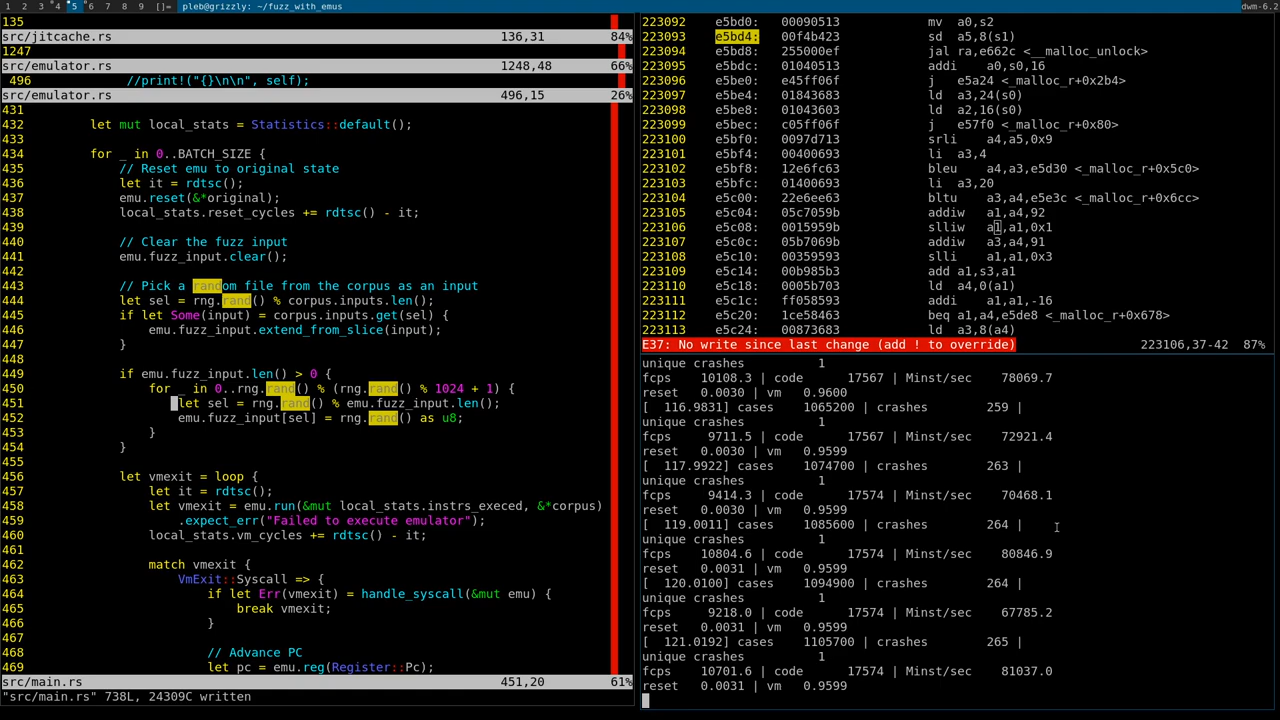 1 2 3 4 5 6 7 8 9 []= pleb@grizzly: ~/fuzz_with_emus dwm-6.2
135
src/jitcache.rs 136,31 84%
1247
src/emulator.rs 1248,48 66%
496 //print!("{}\n\n", self);
src/emulator.rs 496,15 26%
431
432 let mut local_stats = Statistics::default();
433
434 for _ in 0..BATCH_SIZE {
435 // Reset emu to original state
436 let it = rdtsc();
437 emu.reset(&*original);
438 local_stats.reset_cycles += rdtsc() - it;
439
440 // Clear the fuzz input
441 emu.fuzz_input.clear();
442
443 // Pick a random file from the corpus as an input
444 let sel = rng.rand() % corpus.inputs.len();
445 if let Some(input) = corpus.inputs.get(sel) {
446 emu.fuzz_input.extend_from_slice(input);
447 }
448
449 if emu.fuzz_input.len() > 0 {
450 for _ in 0..rng.rand() % (rng.rand() % 1024 + 1) {
451 let sel = rng.rand() % emu.fuzz_input.len();
452 emu.fuzz_input[sel] = rng.rand() as u8;
453 }
454 }
455
456 let vmexit = loop {
457 let it = rdtsc();
458 let vmexit = emu.run(&mut local_stats.instrs_execed, &*corpus)
459 .expect_err("Failed to execute emulator");
460 local_stats.vm_cycles += rdtsc() - it;
461
462 match vmexit {
463 VmExit::Syscall => {
464 if let Err(vmexit) = handle_syscall(&mut emu) {
465 break vmexit;
466 }
467
468 // Advance PC
469 let pc = emu.reg(Register::Pc);
src/main.rs 451,20 61%
"src/main.rs" 738L, 24309C written
223092 e5bd0: 00090513 mv a0,s2
223093 e5bd4: 00f4b423 sd a5,8(s1)
223094 e5bd8: 255000ef jal ra,e662c <__malloc_unlock>
223095 e5bdc: 01040513 addi a0,s0,16
223096 e5be0: e45ff06f j e5a24 <_malloc_r+0x2b4>
223097 e5be4: 01843683 ld a3,24(s0)
223098 e5be8: 01043603 ld a2,16(s0)
223099 e5bec: c05ff06f j e57f0 <_malloc_r+0x80>
223100 e5bf0: 0097d713 srli a4,a5,0x9
223101 e5bf4: 00400693 li a3,4
223102 e5bf8: 12e6fc63 bleu a4,a3,e5d30 <_malloc_r+0x5c0>
223103 e5bfc: 01400693 li a3,20
223104 e5c00: 22e6ee63 bltu a3,a4,e5e3c <_malloc_r+0x6cc>
223105 e5c04: 05c7059b addiw a1,a4,92
223106 e5c08: 0015959b slliw a1,a1,0x1
223107 e5c0c: 05b7069b addiw a3,a4,91
223108 e5c10: 00359593 slli a1,a1,0x3
223109 e5c14: 00b985b3 add a1,s3,a1
223110 e5c18: 0005b703 ld a4,0(a1)
223111 e5c1c: ff058593 addi a1,a1,-16
223112 e5c20: 1ce58463 beq a1,a4,e5de8 <_malloc_r+0x678>
223113 e5c24: 00873683 ld a3,8(a4)
E37: No write since last change (add ! to override) 223106,37-42 87%
unique crashes 1
fcps 10108.3 | code 17567 | Minst/sec 78069.7
reset 0.0030 | vm 0.9600
[ 116.9831] cases 1065200 | crashes 259 |
unique crashes 1
fcps 9711.5 | code 17567 | Minst/sec 72921.4
reset 0.0030 | vm 0.9599
[ 117.9922] cases 1074700 | crashes 263 |
unique crashes 1
fcps 9414.3 | code 17574 | Minst/sec 70468.1
reset 0.0030 | vm 0.9599
[ 119.0011] cases 1085600 | crashes 264 |
unique crashes 1
fcps 10804.6 | code 17574 | Minst/sec 80846.9
reset 0.0031 | vm 0.9599
[ 120.0100] cases 1094900 | crashes 264 |
unique crashes 1
fcps 9218.0 | code 17574 | Minst/sec 67785.2
reset 0.0031 | vm 0.9599
[ 121.0192] cases 1105700 | crashes 265 |
unique crashes 1
fcps 10701.6 | code 17574 | Minst/sec 81037.0
reset 0.0031 | vm 0.9599